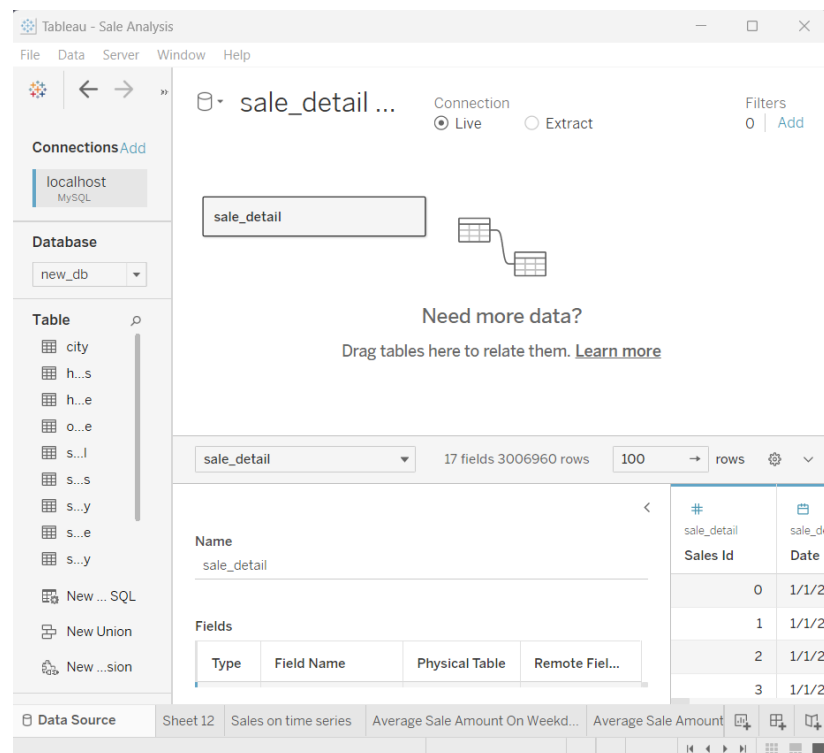 Tableau - Sale Analysis
File Data Server Window Help
sale_detail ...
Connection
Live Extract
Filters
0 Add
Connections Add
localhost
MySQL
sale_detail
Database
new_db
Need more data?
Drag tables here to relate them. Learn more
Table
city
h...s
h...e
o...e
s...l
s...s
s...y
s...e
s...y
New ... SQL
New Union
New ...sion
sale_detail 17 fields 3006960 rows 100 → rows
Name
sale_detail
Fields
Type Field Name Physical Table Remote Fiel...
# 
sale_detail sale_de
Sales Id Date
0 1/1/2
1 1/1/2
2 1/1/2
3 1/1/2
Data Source Sheet 12 Sales on time series Average Sale Amount On Weekd... Average Sale Amount